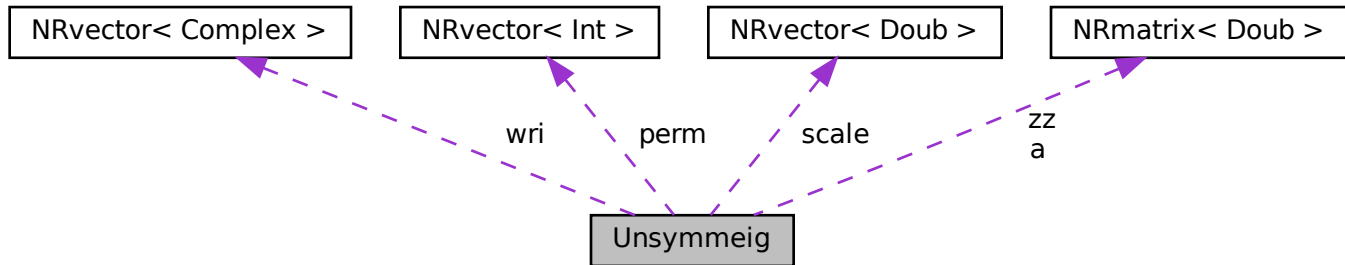 NRvector< Complex >
NRvector< Int >
NRvector< Doub >
NRmatrix< Doub >
wri
perm
scale
zz
a
Unsymmeig